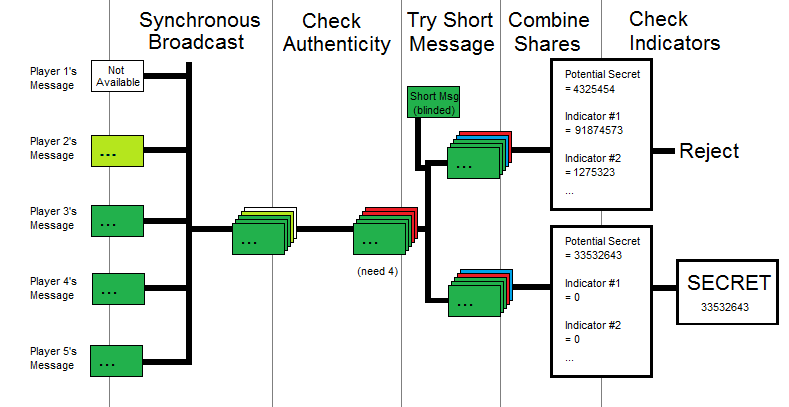 Synchronous
Broadcast
Check
Authenticity
Try Short
Message
Combine
Shares
Check
Indicators
Player 1's
Message
Not
Available
Player 2's
Message
...
Player 3's
Message
...
Player 4's
Message
...
Player 5's
Message
...
...
...
(need 4)
Short Msg
(blinded)
...
...
Potential Secret
= 4325454
Indicator #1
= 91874573
Indicator #2
= 1275323
...
Reject
Potential Secret
= 33532643
Indicator #1
= 0
Indicator #2
= 0
...
SECRET
33532643